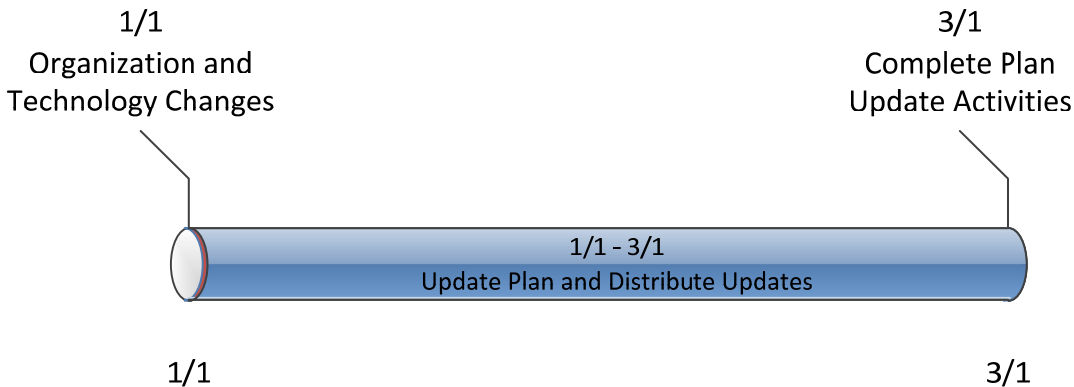 1/1
Organization and
Technology Changes
3/1
Complete Plan
Update Activities
1/1 - 3/1
Update Plan and Distribute Updates
1/1
3/1